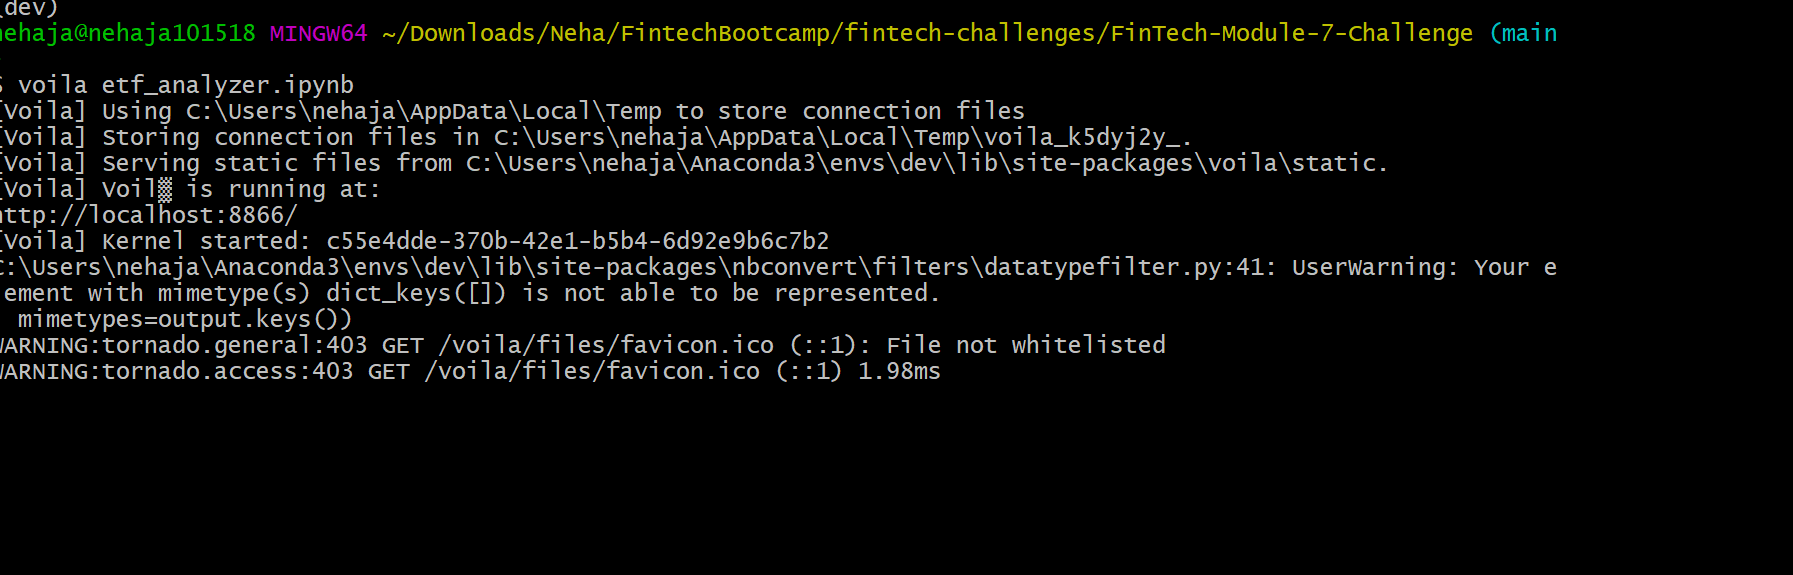 (dev)
nehaja@nehaja101518 MINGW64 ~/Downloads/Neha/FintechBootcamp/fintech-challenges/FinTech-Module-7-Challenge (main
$ voila etf_analyzer.ipynb
[Voila] Using C:\Users\nehaja\AppData\Local\Temp to store connection files
[Voila] Storing connection files in C:\Users\nehaja\AppData\Local\Temp\voila_k5dyj2y_.
[Voila] Serving static files from C:\Users\nehaja\Anaconda3\envs\dev\lib\site-packages\voila\static.
[Voila] Voil▒ is running at:
http://localhost:8866/
[Voila] Kernel started: c55e4dde-370b-42e1-b5b4-6d92e9b6c7b2
C:\Users\nehaja\Anaconda3\envs\dev\lib\site-packages\nbconvert\filters\datatypefilter.py:41: UserWarning: Your e
lement with mimetype(s) dict_keys([]) is not able to be represented.
mimetypes=output.keys())
WARNING:tornado.general:403 GET /voila/files/favicon.ico (::1): File not whitelisted
WARNING:tornado.access:403 GET /voila/files/favicon.ico (::1) 1.98ms